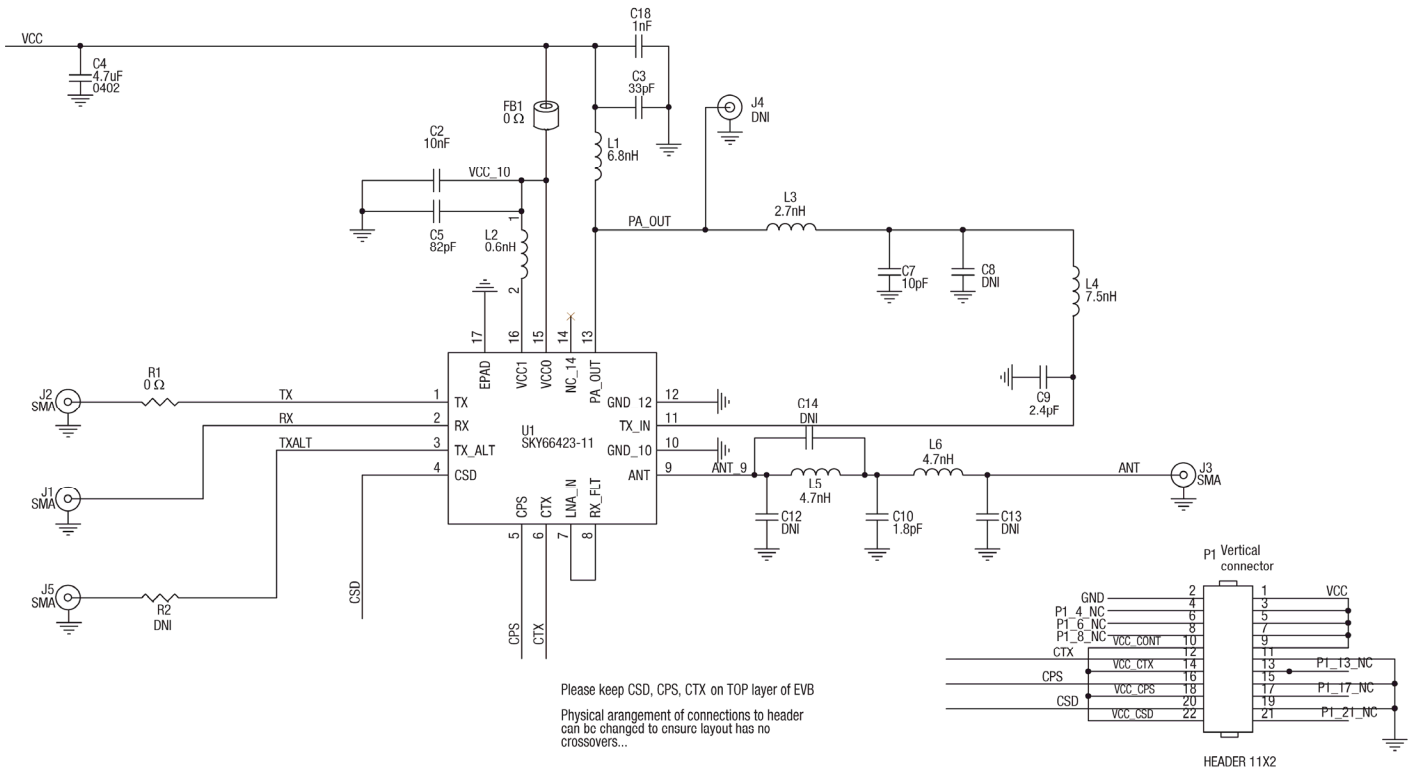 VCC
C4
4.7uF
0402
C18
1nF
C3
33pF
FB1
0 Ω
L1
6.8nH
J4
DNI
C2
10nF
VCC_10
C5
82pF
L2
0.6nH
1
2
PA_OUT
L3
2.7nH
C7
10pF
C8
DNI
L4
7.5nH
C9
2.4pF
17
16
15
14
13
EPAD
VCC1
VCC0
NC_14
PA_OUT
J2
SMA
R1
0 Ω
TX
1
TX
RX
2
RX
TXALT
3
TX_ALT
4
CSD
J1
SMA
J5
SMA
R2
DNI
U1
SKY66423-11
GND 12
12
TX_IN
11
GND_10
10
ANT
9
ANT_9
CPS
CTX
LNA_IN
RX_FLT
5
6
7
8
CSD
CPS
CTX
C14
DNI
L5
4.7nH
L6
4.7nH
C12
DNI
C10
1.8pF
C13
DNI
ANT
J3
SMA
Please keep CSD, CPS, CTX on TOP layer of EVB
Physical arangement of connections to header
can be changed to ensure layout has no
crossovers...
P1 Vertical
connector
GND 2 1 VCC
P1_4_NC 4 3
P1_6_NC 6 5
P1_8_NC 8 7
VCC_CONT 10 9
CTX 12 11
VCC_CTX 14 13 P1_13_NC
CPS 16 15
VCC_CPS 18 17 P1_17_NC
CSD 20 19
VCC_CSD 22 21 P1_21_NC
HEADER 11X2